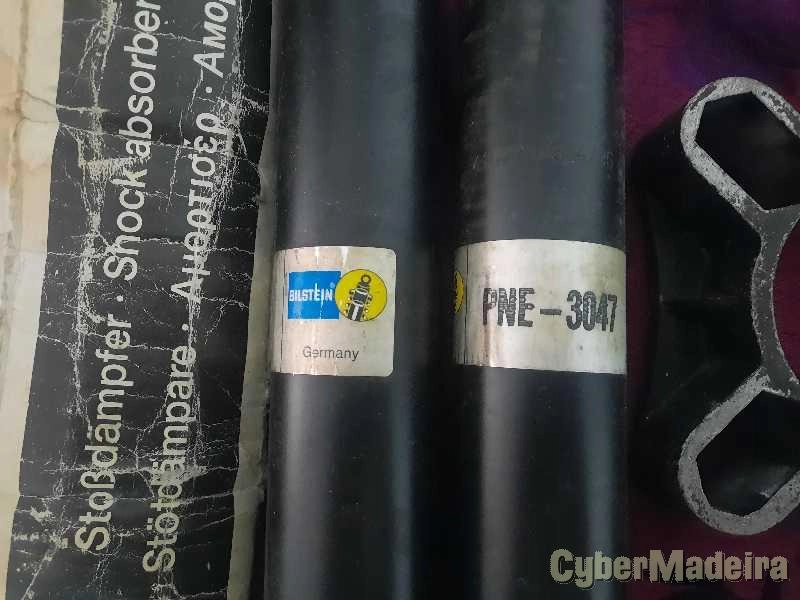 Stoßdämpfer · Shock absorber
Stötdämpare · Αμορτισέρ · Амор
BILSTEIN
Germany
PNE-3047
CyberMadeira